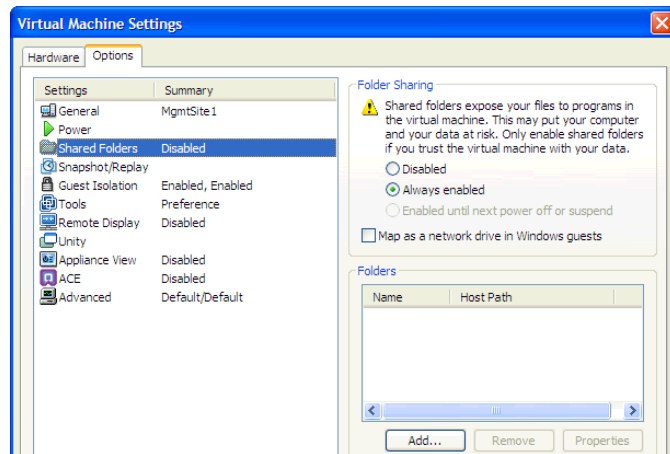 Virtual Machine Settings
Hardware Options
Settings Summary
General MgmtSite1
Power
Shared Folders Disabled
Snapshot/Replay
Guest Isolation Enabled, Enabled
Tools Preference
Remote Display Disabled
Unity
Appliance View Disabled
ACE Disabled
Advanced Default/Default
Folder Sharing
Shared folders expose your files to programs in
the virtual machine. This may put your computer
and your data at risk. Only enable shared folders
if you trust the virtual machine with your data.
Disabled
Always enabled
Enabled until next power off or suspend
Map as a network drive in Windows guests
Folders
Name Host Path
Add... Remove Properties